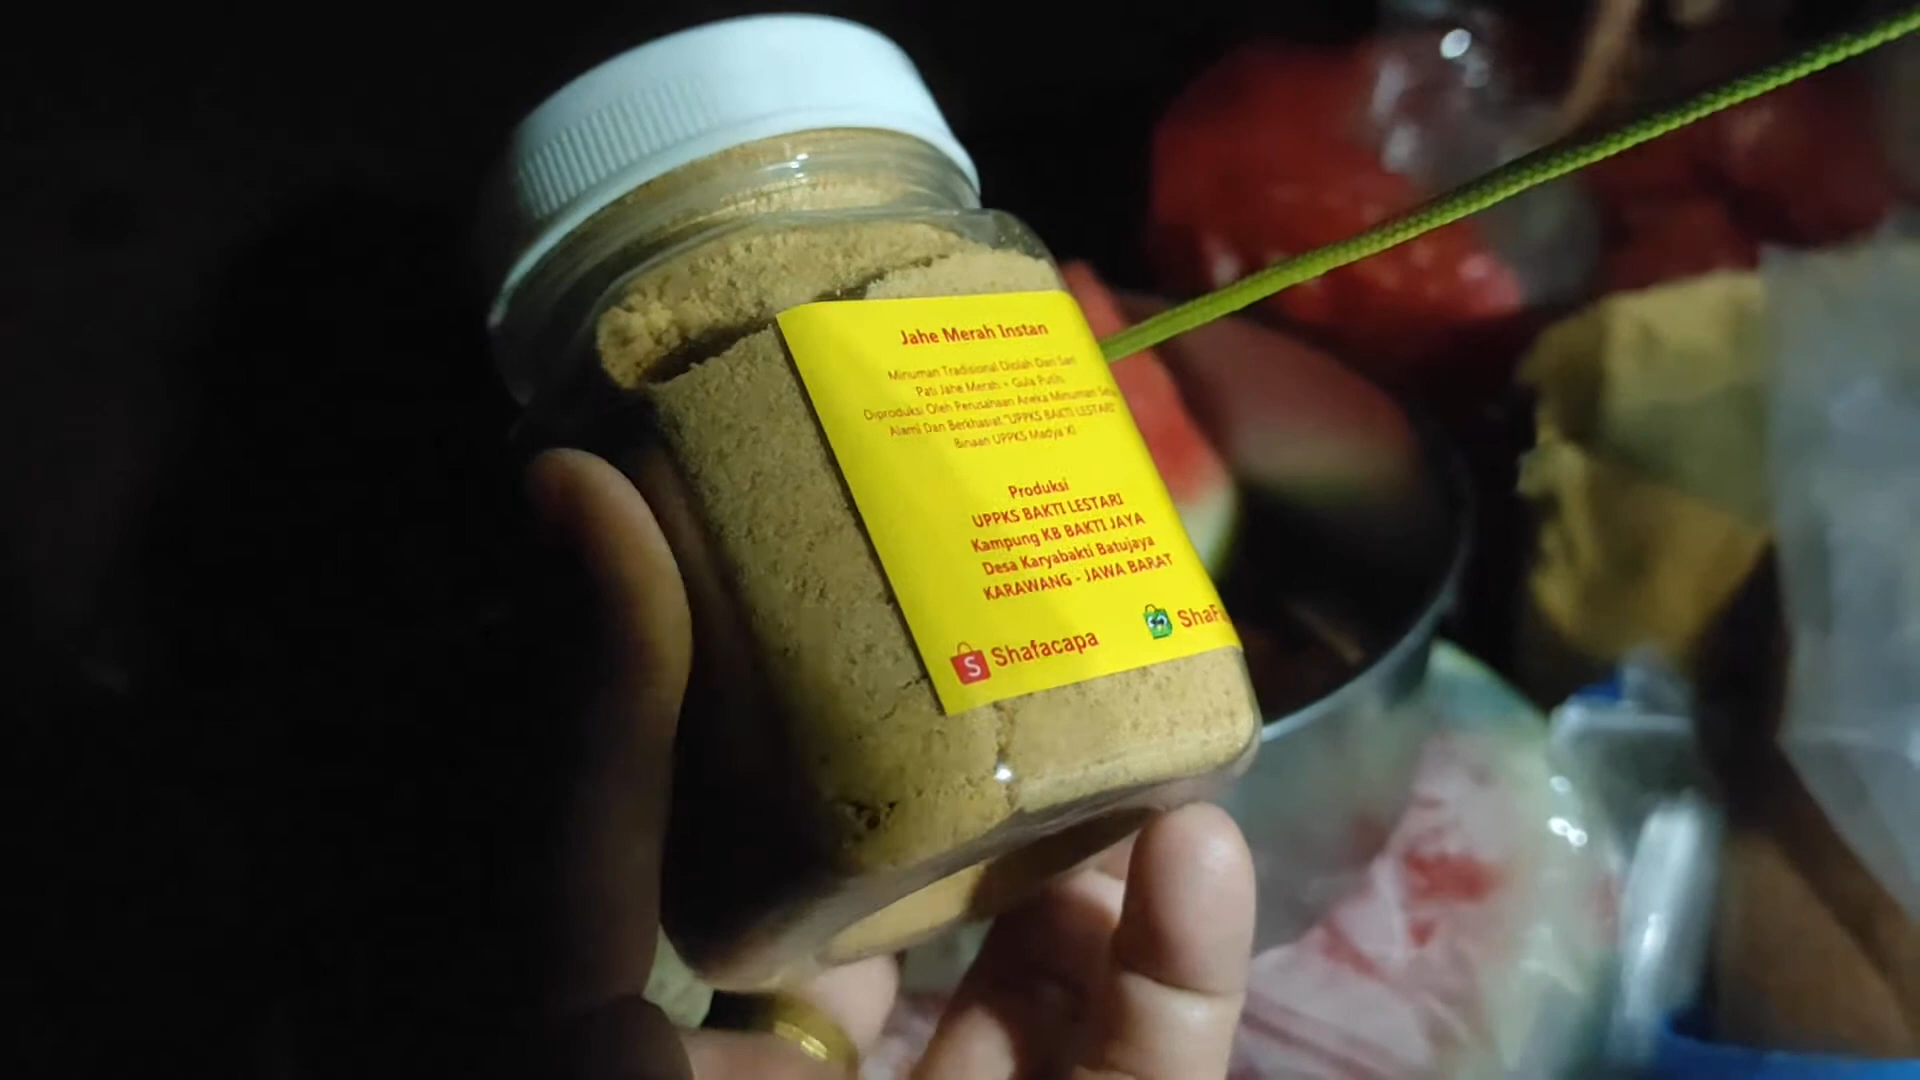 Jahe Merah Instan
Minuman Tradisional Diolah Dari Sari
Pati Jahe Merah + Gula Putih
Diproduksi Oleh Perusahaan Aneka Minuman
Alami Dan Berkhasiat "UPPKS BAKTI LESTARI"
Binaan UPPKS Madya XI
Produksi
UPPKS BAKTI LESTARI
Kampung KB BAKTI JAYA
Desa Karyabakti Batujaya
KARAWANG - JAWA BARAT
Shafacapa